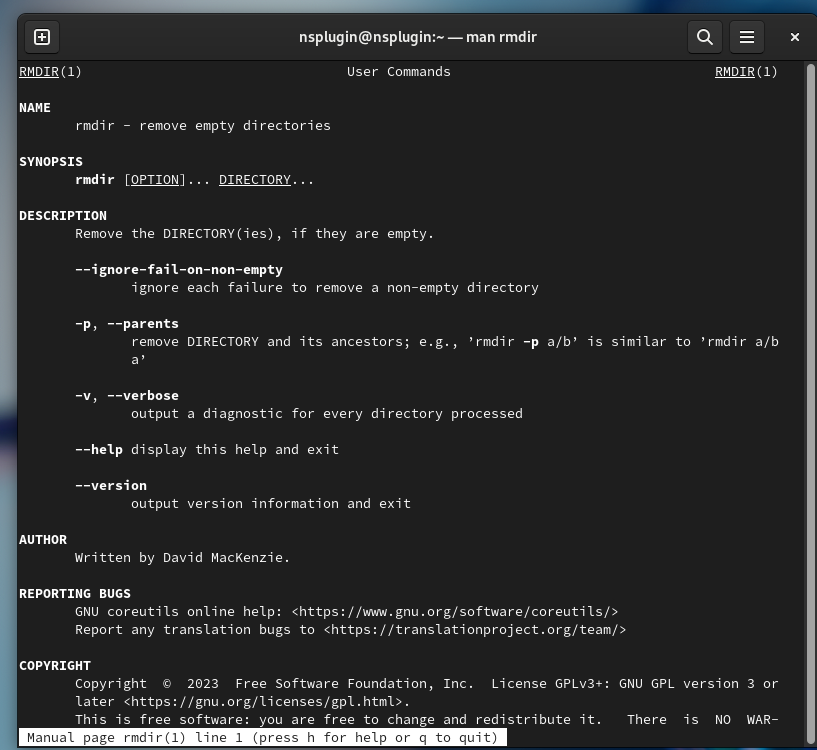 nsplugin@nsplugin:~ — man rmdir
RMDIR(1) User Commands RMDIR(1)
NAME
rmdir - remove empty directories
SYNOPSIS
rmdir [OPTION]... DIRECTORY...
DESCRIPTION
Remove the DIRECTORY(ies), if they are empty.
--ignore-fail-on-non-empty
ignore each failure to remove a non-empty directory
-p, --parents
remove DIRECTORY and its ancestors; e.g., ’rmdir -p a/b’ is similar to ’rmdir a/b
a’
-v, --verbose
output a diagnostic for every directory processed
--help display this help and exit
--version
output version information and exit
AUTHOR
Written by David MacKenzie.
REPORTING BUGS
GNU coreutils online help: <https://www.gnu.org/software/coreutils/>
Report any translation bugs to <https://translationproject.org/team/>
COPYRIGHT
Copyright © 2023 Free Software Foundation, Inc. License GPLv3+: GNU GPL version 3 or
later <https://gnu.org/licenses/gpl.html>.
This is free software: you are free to change and redistribute it. There is NO WAR-
Manual page rmdir(1) line 1 (press h for help or q to quit)